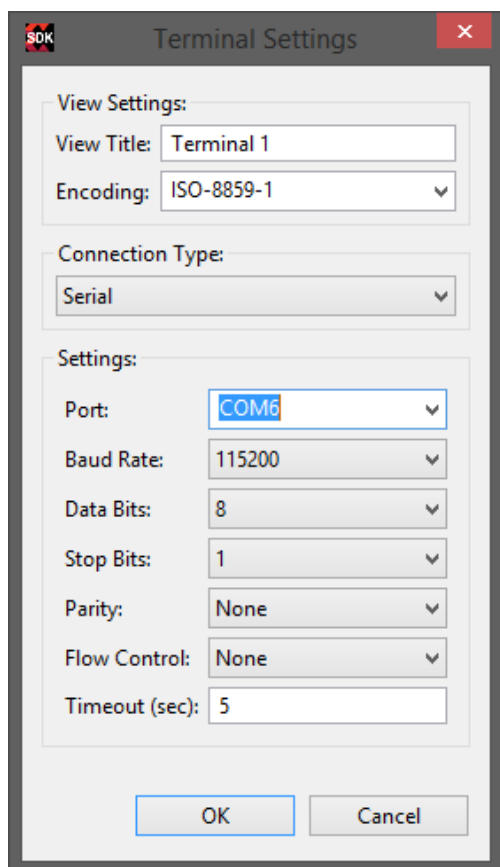 SDK Terminal Settings
View Settings:
View Title: Terminal 1
Encoding: ISO-8859-1
Connection Type:
Serial
Settings:
Port: COM6
Baud Rate: 115200
Data Bits: 8
Stop Bits: 1
Parity: None
Flow Control: None
Timeout (sec): 5
OK Cancel